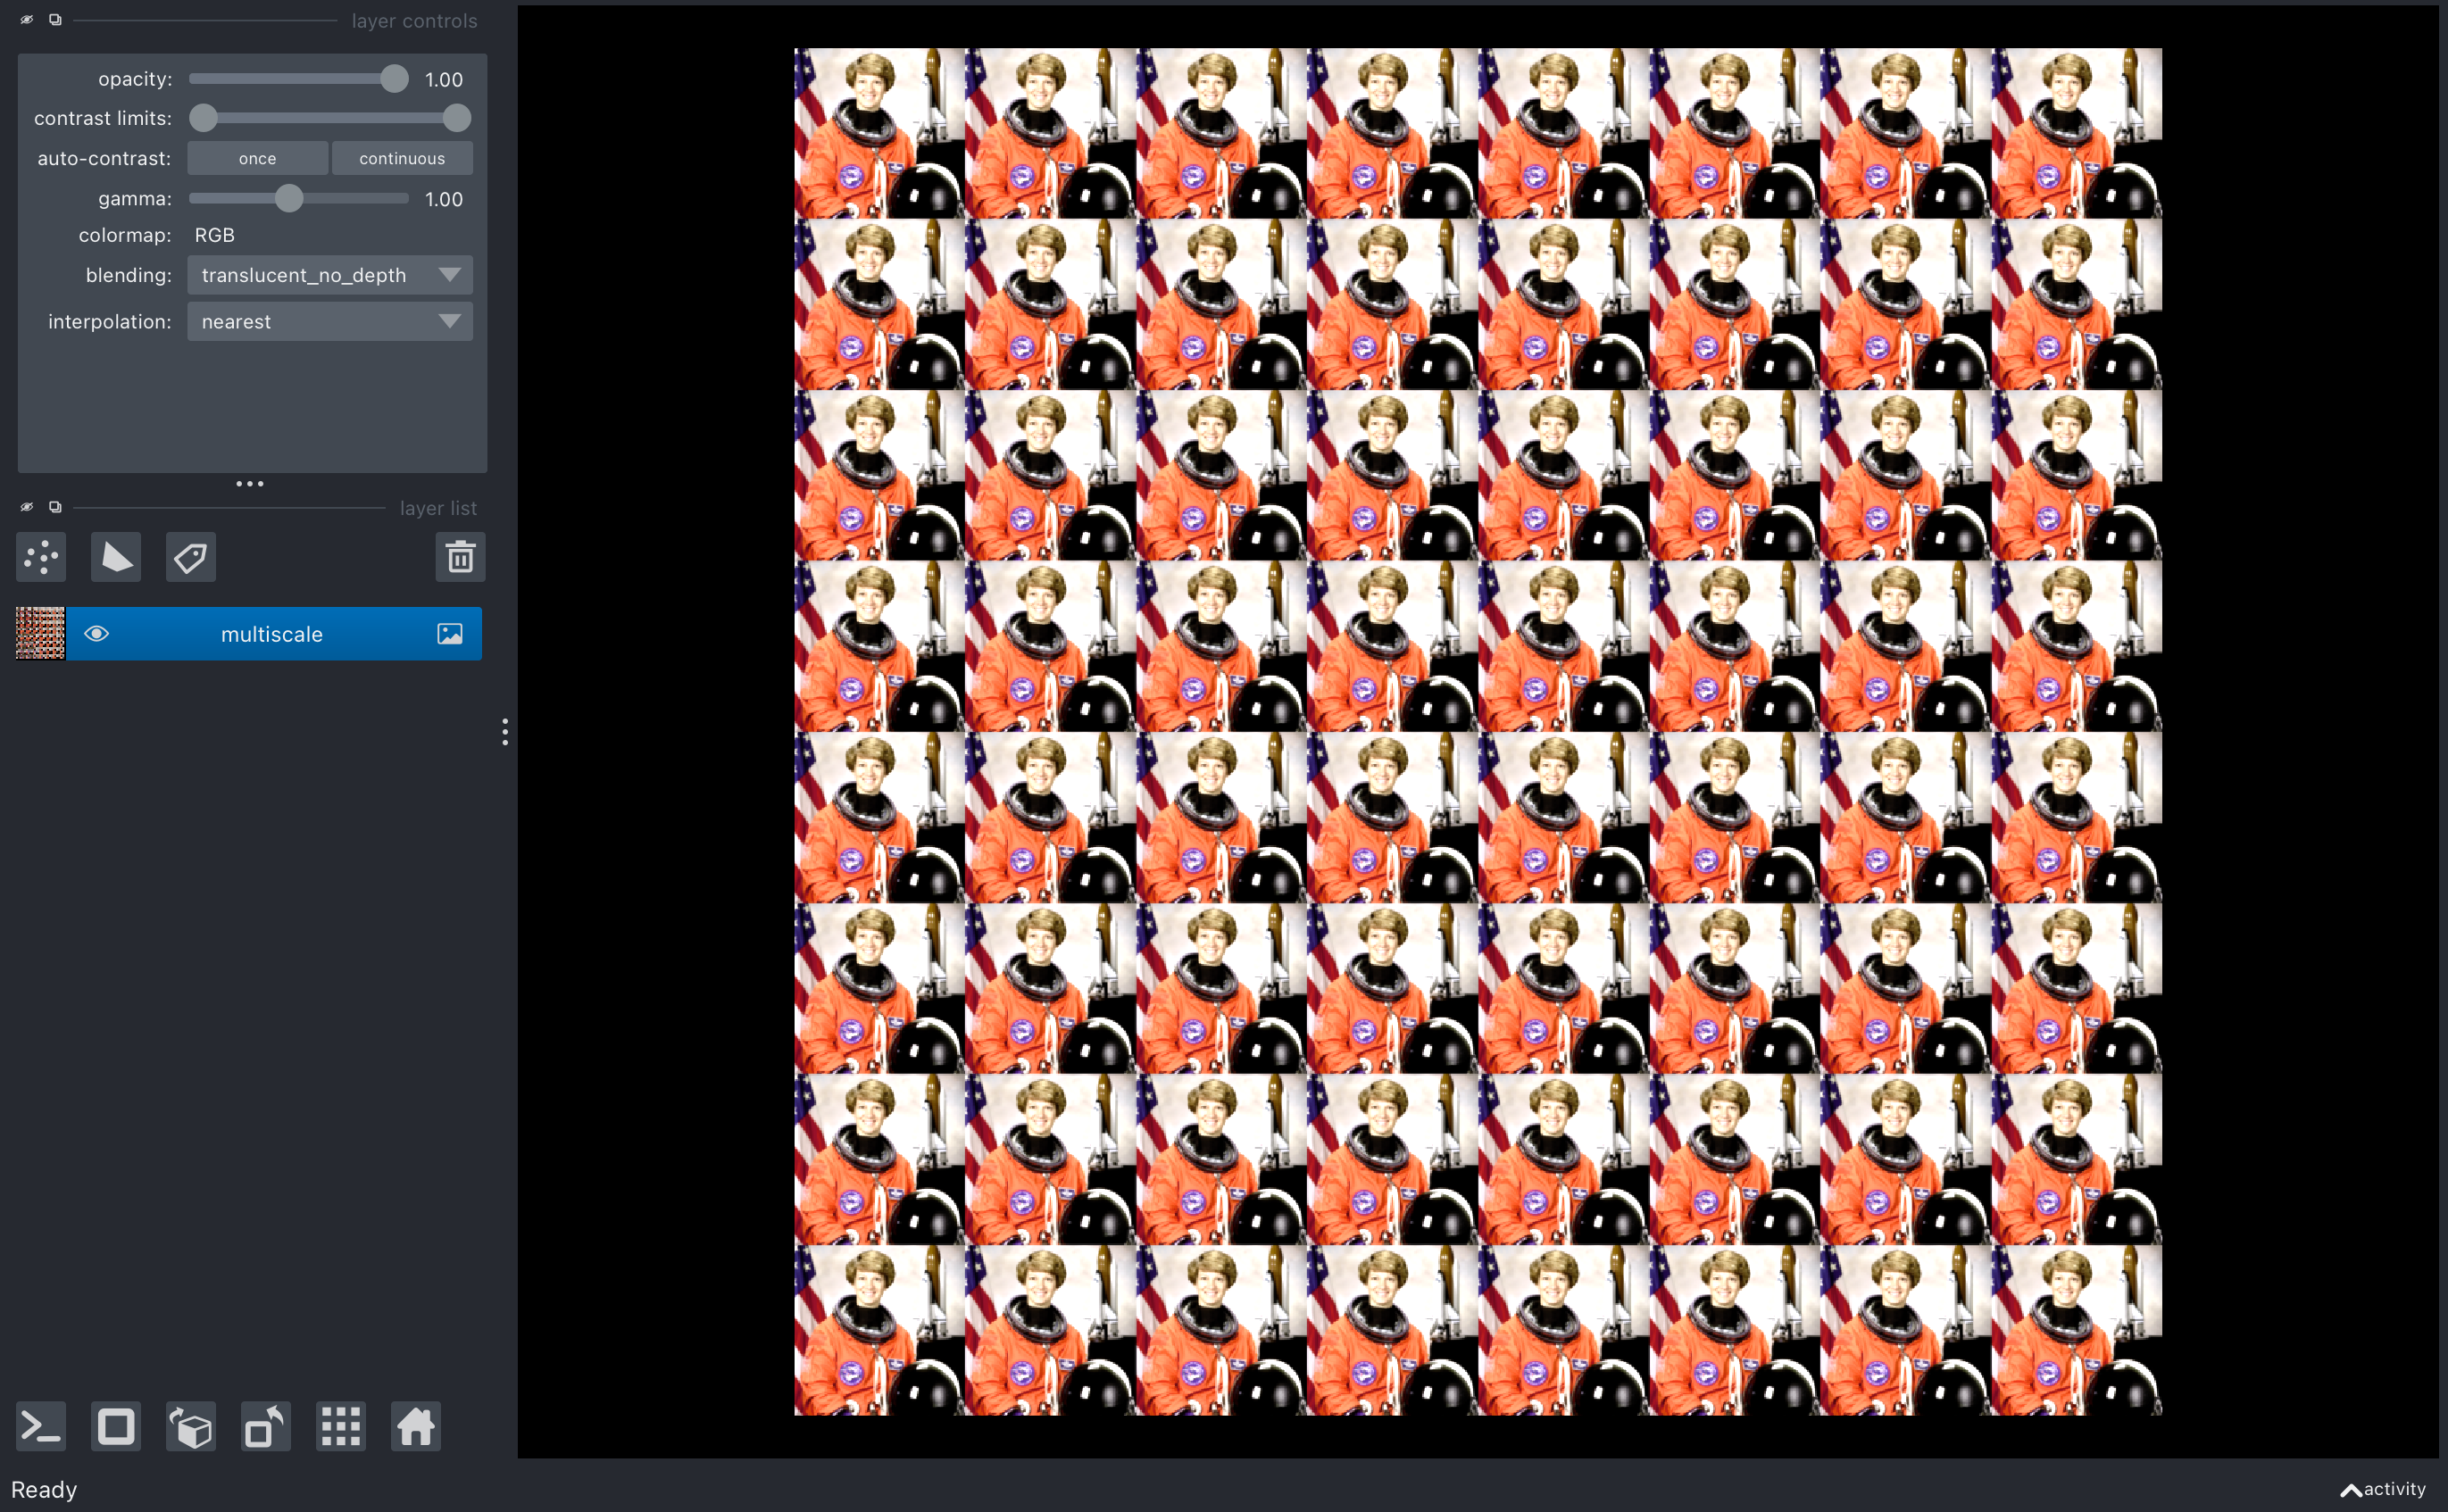 layer controls
opacity: 1.00
contrast limits:
auto-contrast: once continuous
gamma: 1.00
colormap: RGB
blending: translucent_no_depth
interpolation: nearest
layer list
multiscale
Ready
activity